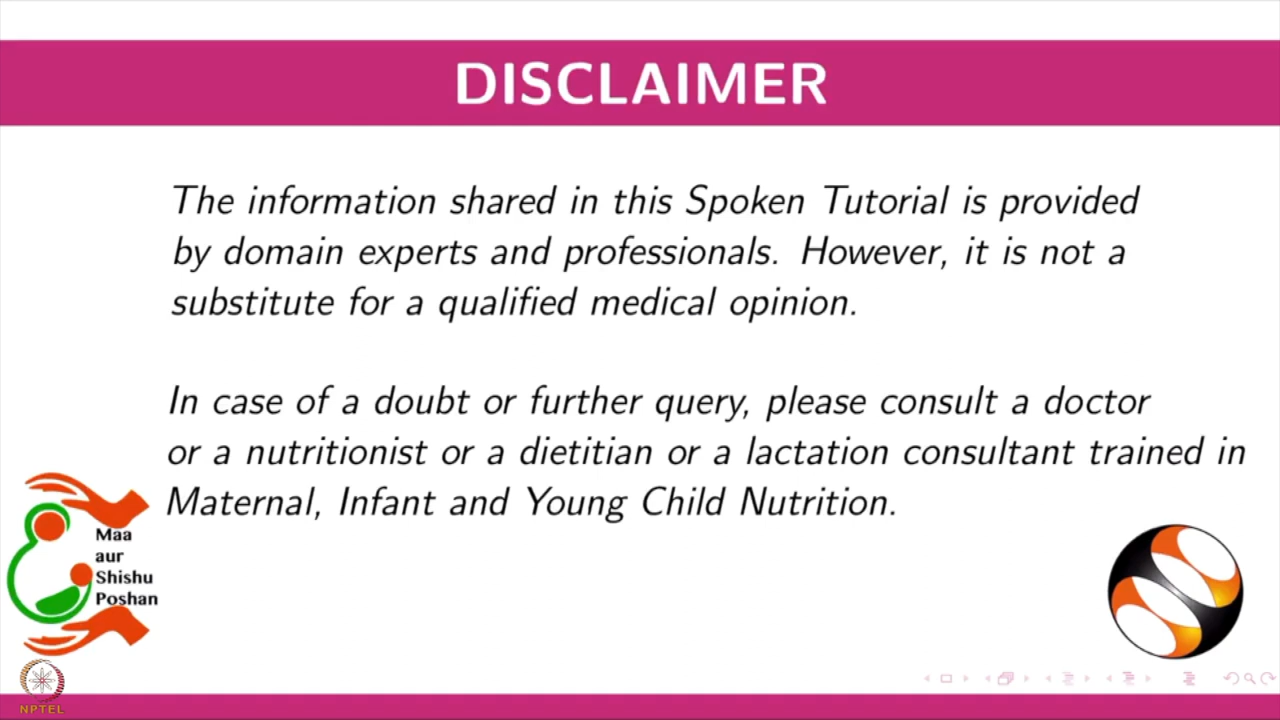 DISCLAIMER
The information shared in this Spoken Tutorial is provided
by domain experts and professionals. However, it is not a
substitute for a qualified medical opinion.
In case of a doubt or further query, please consult a doctor
or a nutritionist or a dietitian or a lactation consultant trained in
Maternal, Infant and Young Child Nutrition.
Maa
aur
Shishu
Poshan
NPTEL